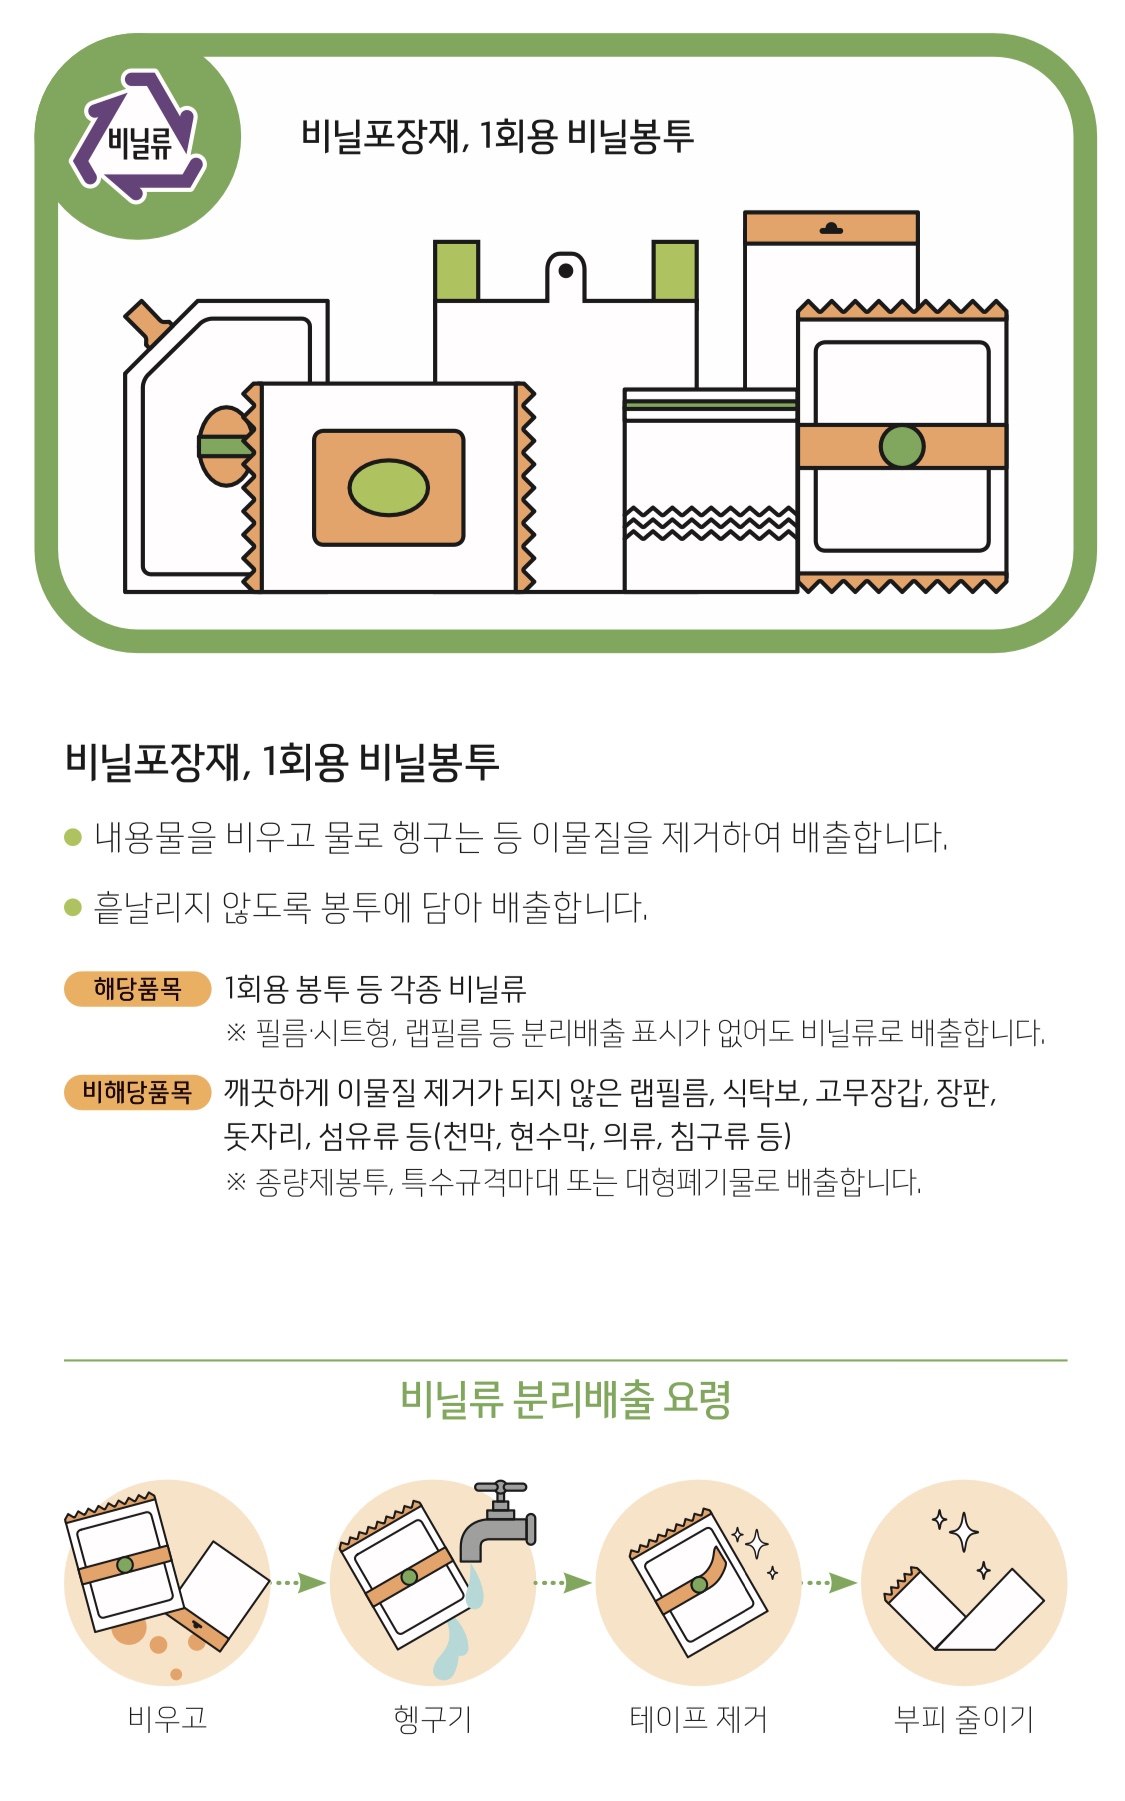 비닐류
비닐포장재, 1회용 비닐봉투
비닐포장재, 1회용 비닐봉투
● 내용물을 비우고 물로 헹구는 등 이물질을 제거하여 배출합니다.
● 흩날리지 않도록 봉투에 담아 배출합니다.
해당품목 1회용 봉투 등 각종 비닐류
※ 필름·시트형, 랩필름 등 분리배출 표시가 없어도 비닐류로 배출합니다.
비해당품목 깨끗하게 이물질 제거가 되지 않은 랩필름, 식탁보, 고무장갑, 장판,
돗자리, 섬유류 등(천막, 현수막, 의류, 침구류 등)
※ 종량제봉투, 특수규격마대 또는 대형폐기물로 배출합니다.
비닐류 분리배출 요령
비우고 헹구기 테이프 제거 부피 줄이기